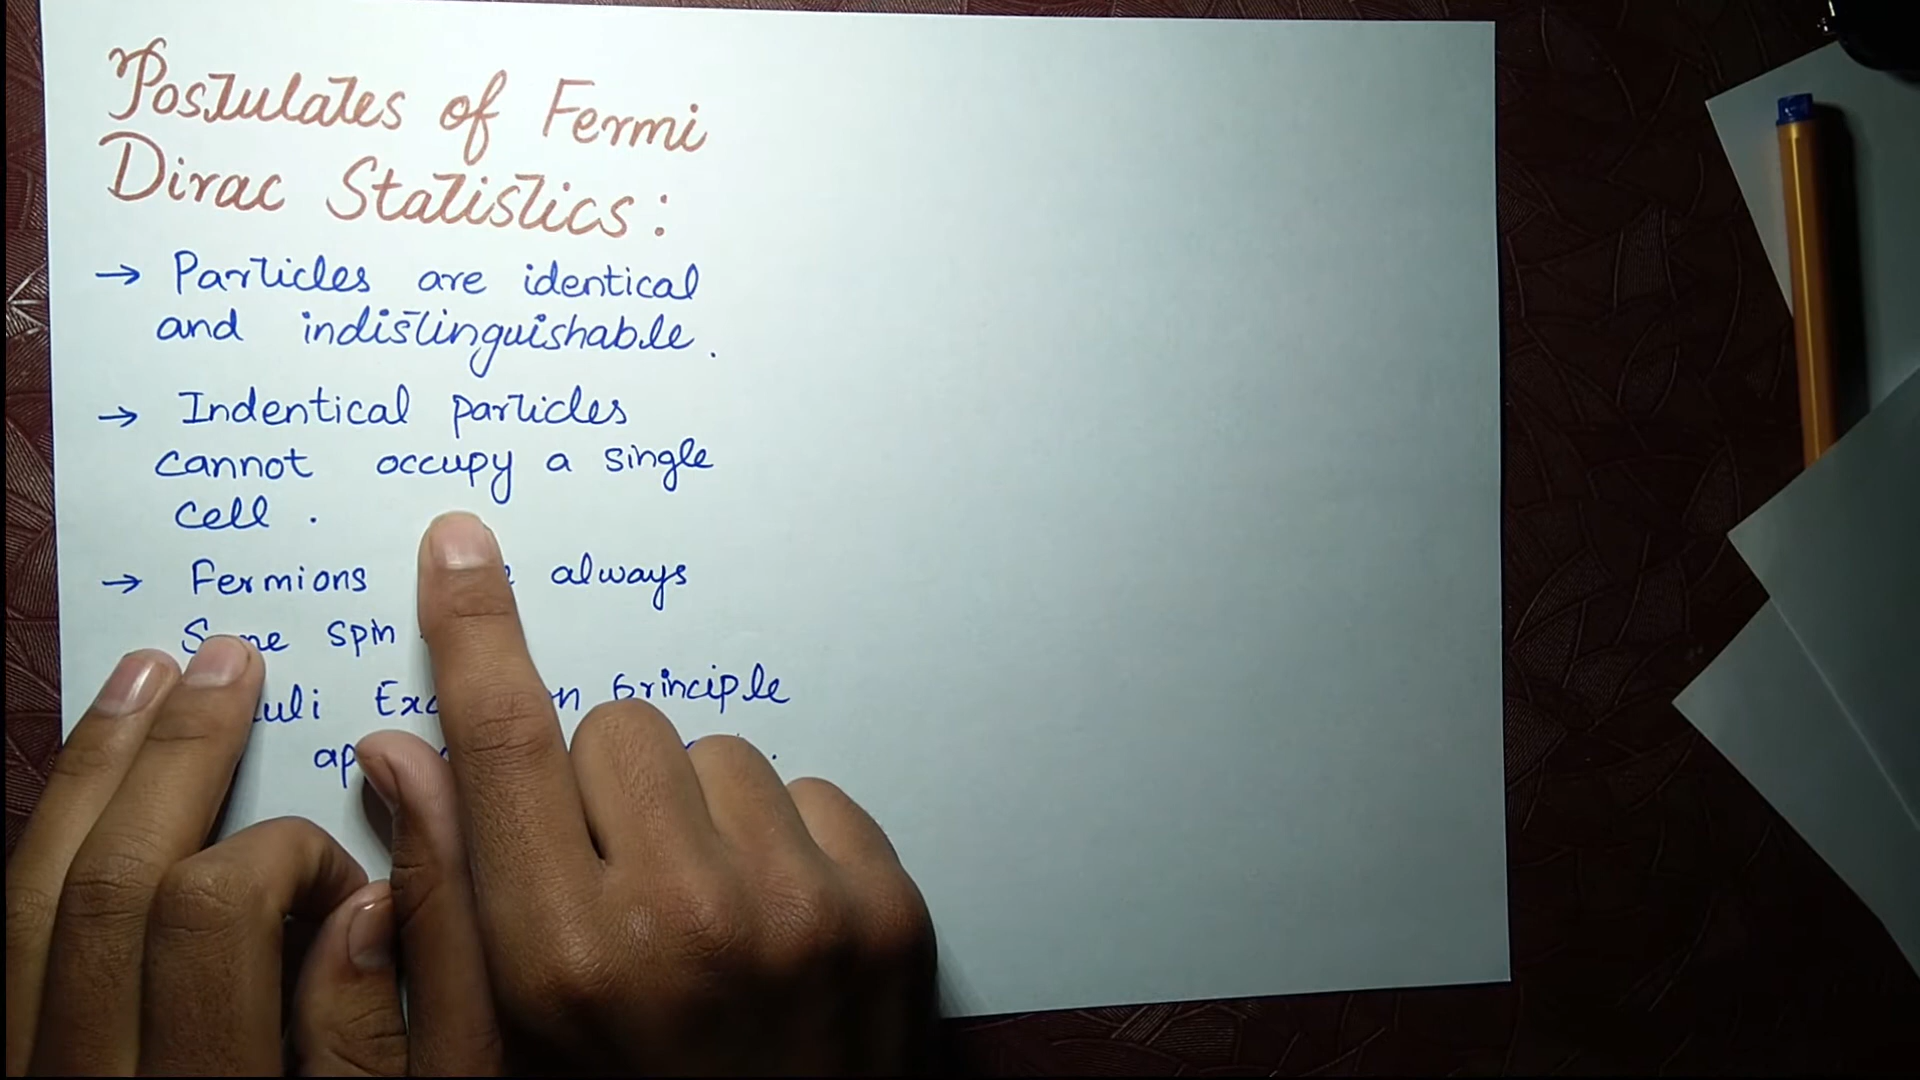 Postulates of Fermi
Dirac Statistics:
→ Particles are identical
and indistinguishable.
→ Indentical particles
cannot occupy a single
cell.
→ Fermions always
spin
principle